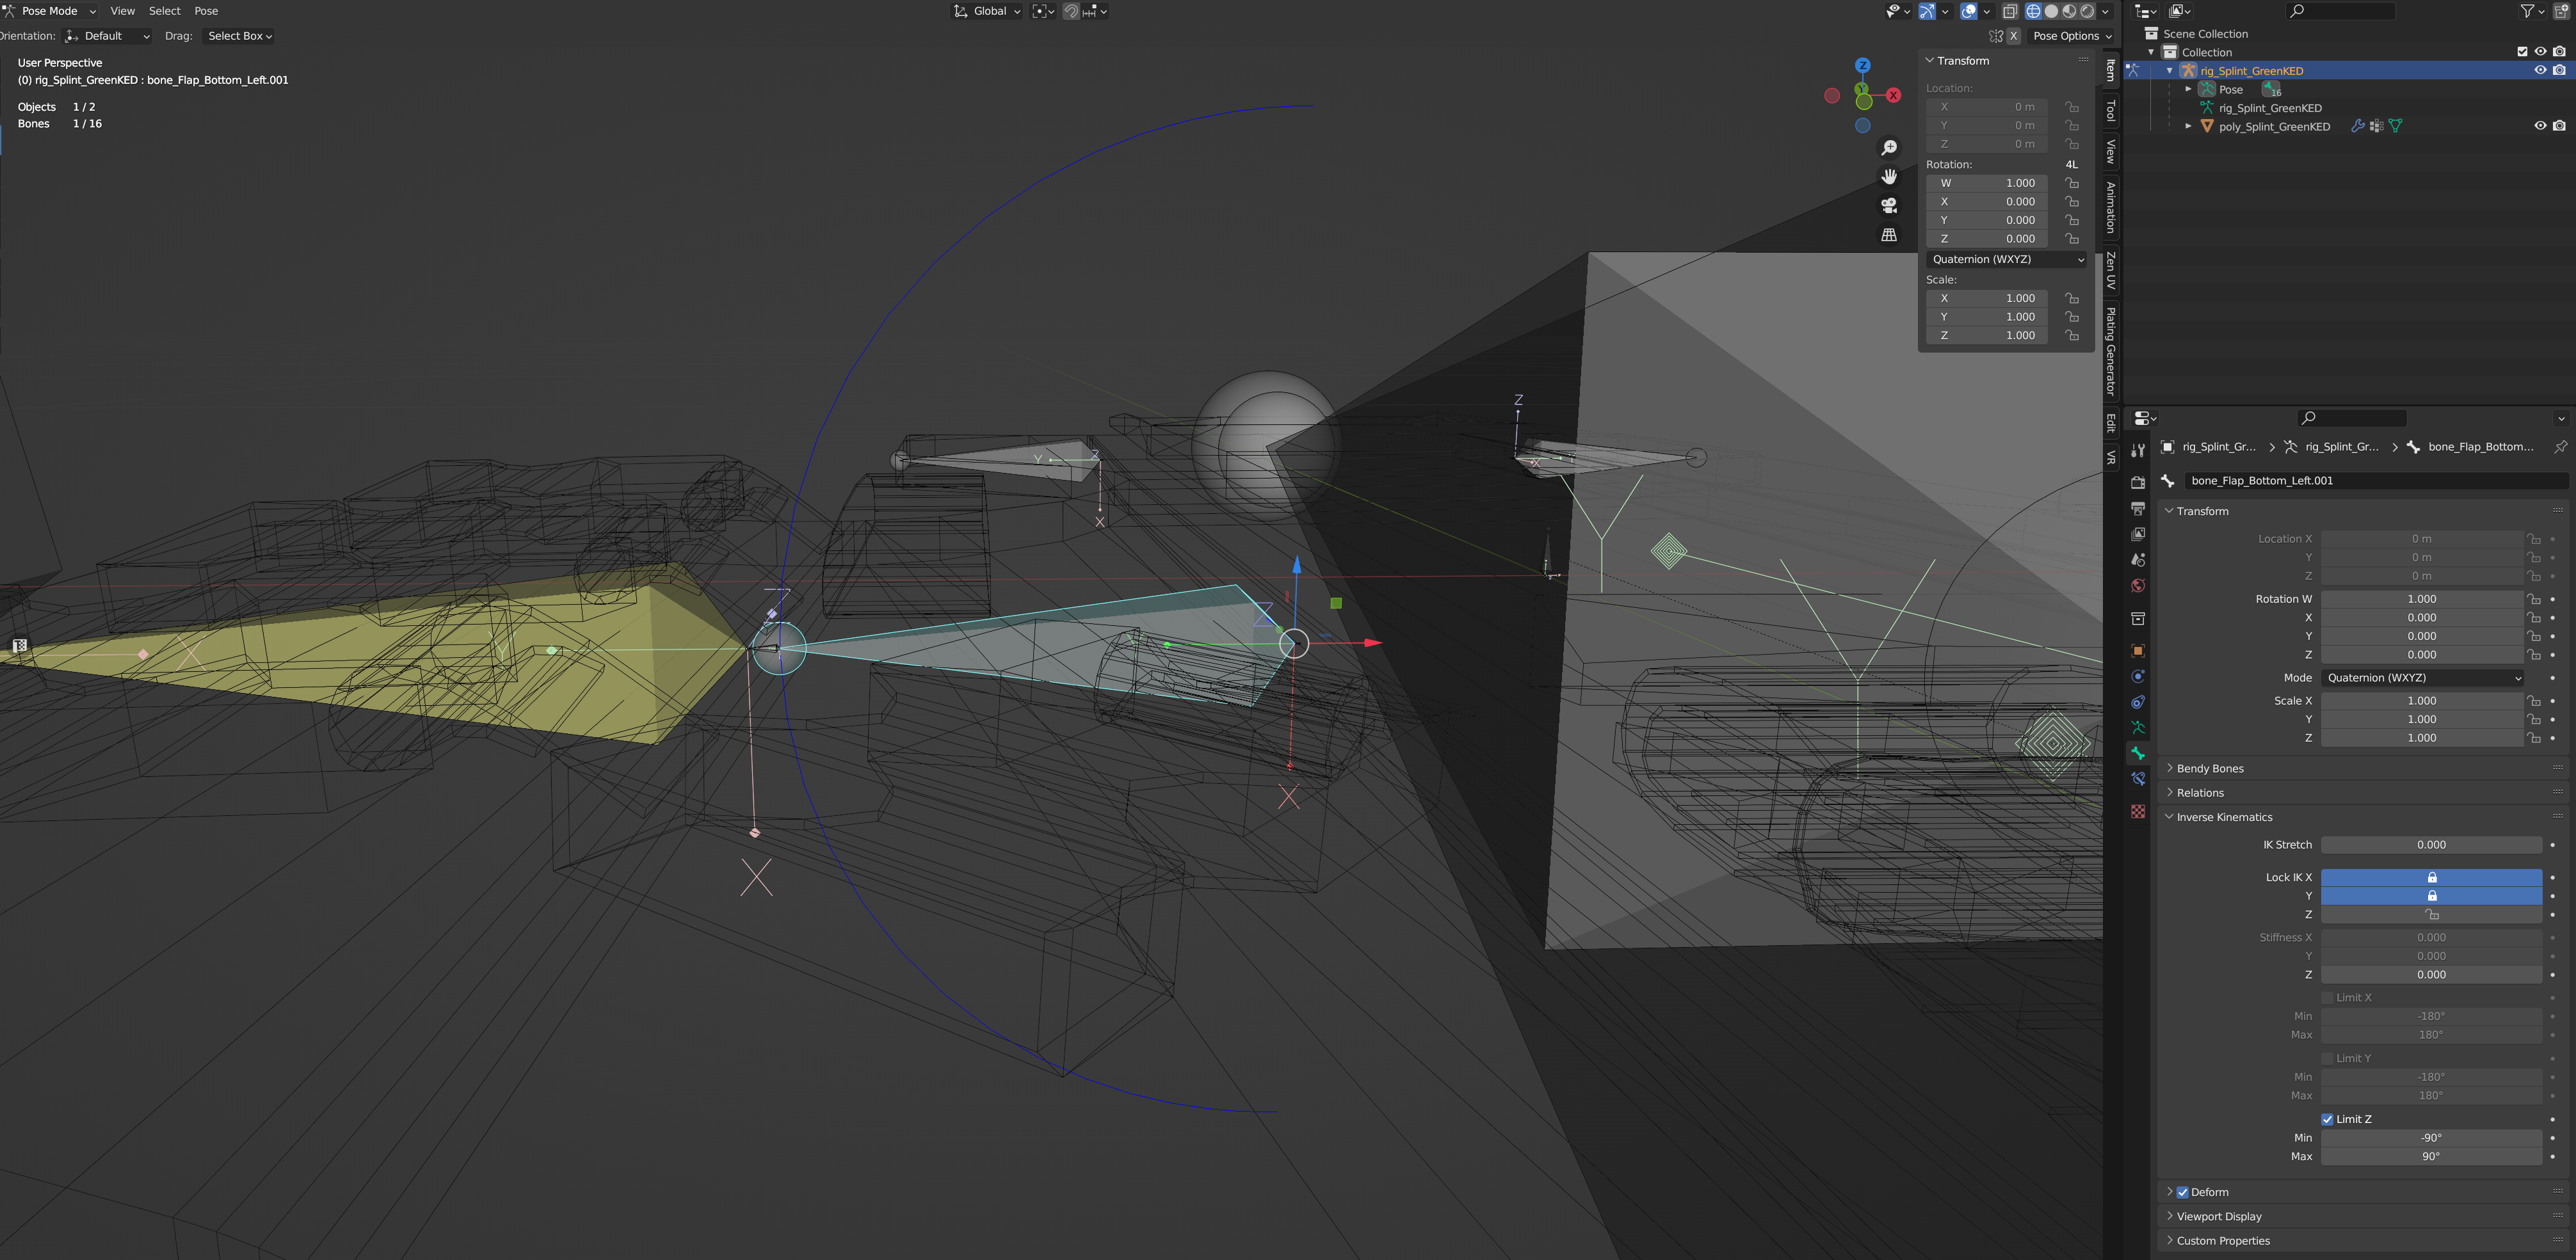 Pose Mode View Select Pose
Global
Orientation: Default Drag: Select Box
X Pose Options
User Perspective
(0) rig_Splint_GreenKED : bone_Flap_Bottom_Left.001
Objects 1 / 2
Bones 1 / 16
Z
Y
X
Z
Y
Z
X
X
Z
Z
Y
X
X
X
Transform
Location:
X 0 m
Y 0 m
Z 0 m
Rotation: 4L
W 1.000
X 0.000
Y 0.000
Z 0.000
Quaternion (WXYZ)
Scale:
X 1.000
Y 1.000
Z 1.000
Item
Tool
View
Animation
Zen UV
Plating Generator
Edit
VR
Scene Collection
Collection
rig_Splint_GreenKED
Pose 16
rig_Splint_GreenKED
poly_Splint_GreenKED
rig_Splint_Gr... rig_Splint_Gr... bone_Flap_Bottom...
bone_Flap_Bottom_Left.001
Transform
Location X 0 m
Y 0 m
Z 0 m
Rotation W 1.000
X 0.000
Y 0.000
Z 0.000
Mode Quaternion (WXYZ)
Scale X 1.000
Y 1.000
Z 1.000
Bendy Bones
Relations
Inverse Kinematics
IK Stretch 0.000
Lock IK X
Y
Z
Stiffness X 0.000
Y 0.000
Z 0.000
Limit X
Min -180°
Max 180°
Limit Y
Min -180°
Max 180°
Limit Z
Min -90°
Max 90°
Deform
Viewport Display
Custom Properties